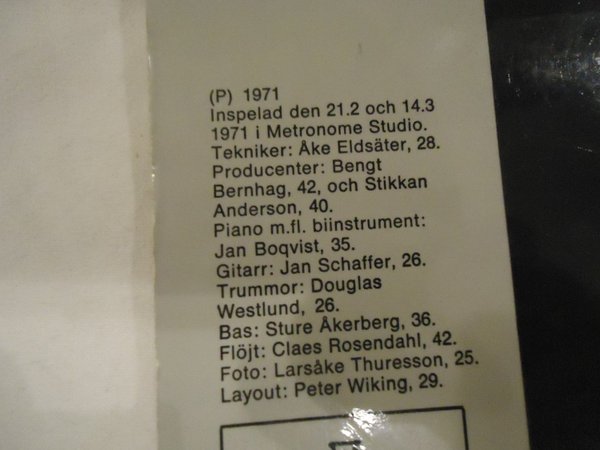 (P) 1971
Inspelad den 21.2 och 14.3
1971 i Metronome Studio.
Tekniker: Åke Eldsäter, 28.
Producenter: Bengt
Bernhag, 42, och Stikkan
Anderson, 40.
Piano m.fl. biinstrument:
Jan Boqvist, 35.
Gitarr: Jan Schaffer, 26.
Trummor: Douglas
Westlund, 26.
Bas: Sture Åkerberg, 36.
Flöjt: Claes Rosendahl, 42.
Foto: Larsåke Thuresson, 25.
Layout: Peter Wiking, 29.